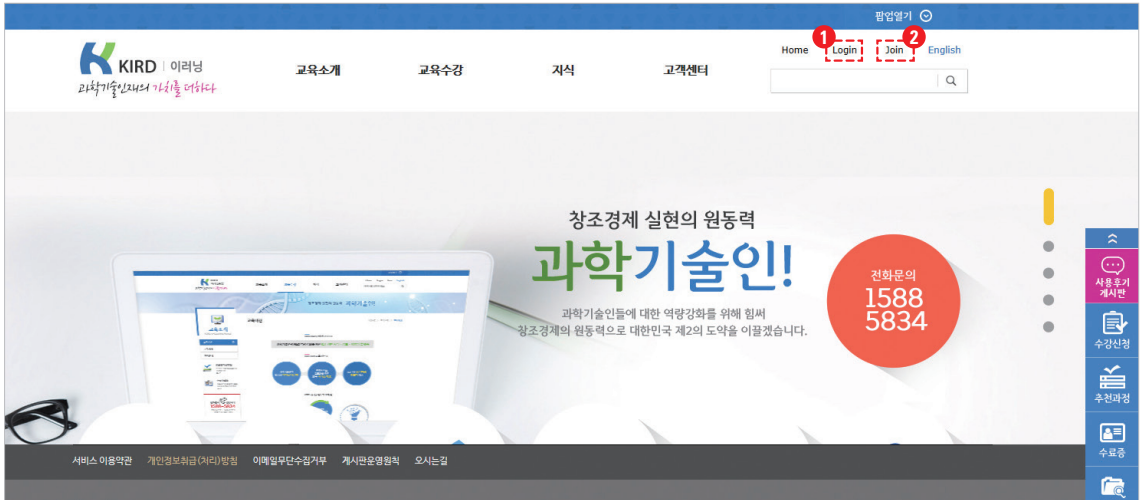 팝업열기
1 2
Home Login Join English
KIRD 이러닝
과학기술인재의 가치를 더하다
교육소개 교육수강 지식 고객센터
창조경제 실현의 원동력
과학기술인!
과학기술인들에 대한 역량강화를 위해 힘써
창조경제의 원동력으로 대한민국 제2의 도약을 이끌겠습니다.
전화문의
1588
5834
사용후기
게시판
수강신청
추천과정
수료증
서비스 이용약관 개인정보취급(처리)방침 이메일무단수집거부 게시판운영원칙 오시는길